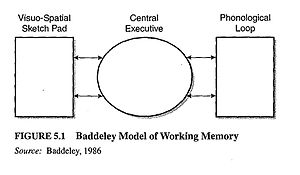 Visuo-Spatial
Sketch Pad
Central
Executive
Phonological
Loop
FIGURE 5.1 Baddeley Model of Working Memory
Source: Baddeley, 1986